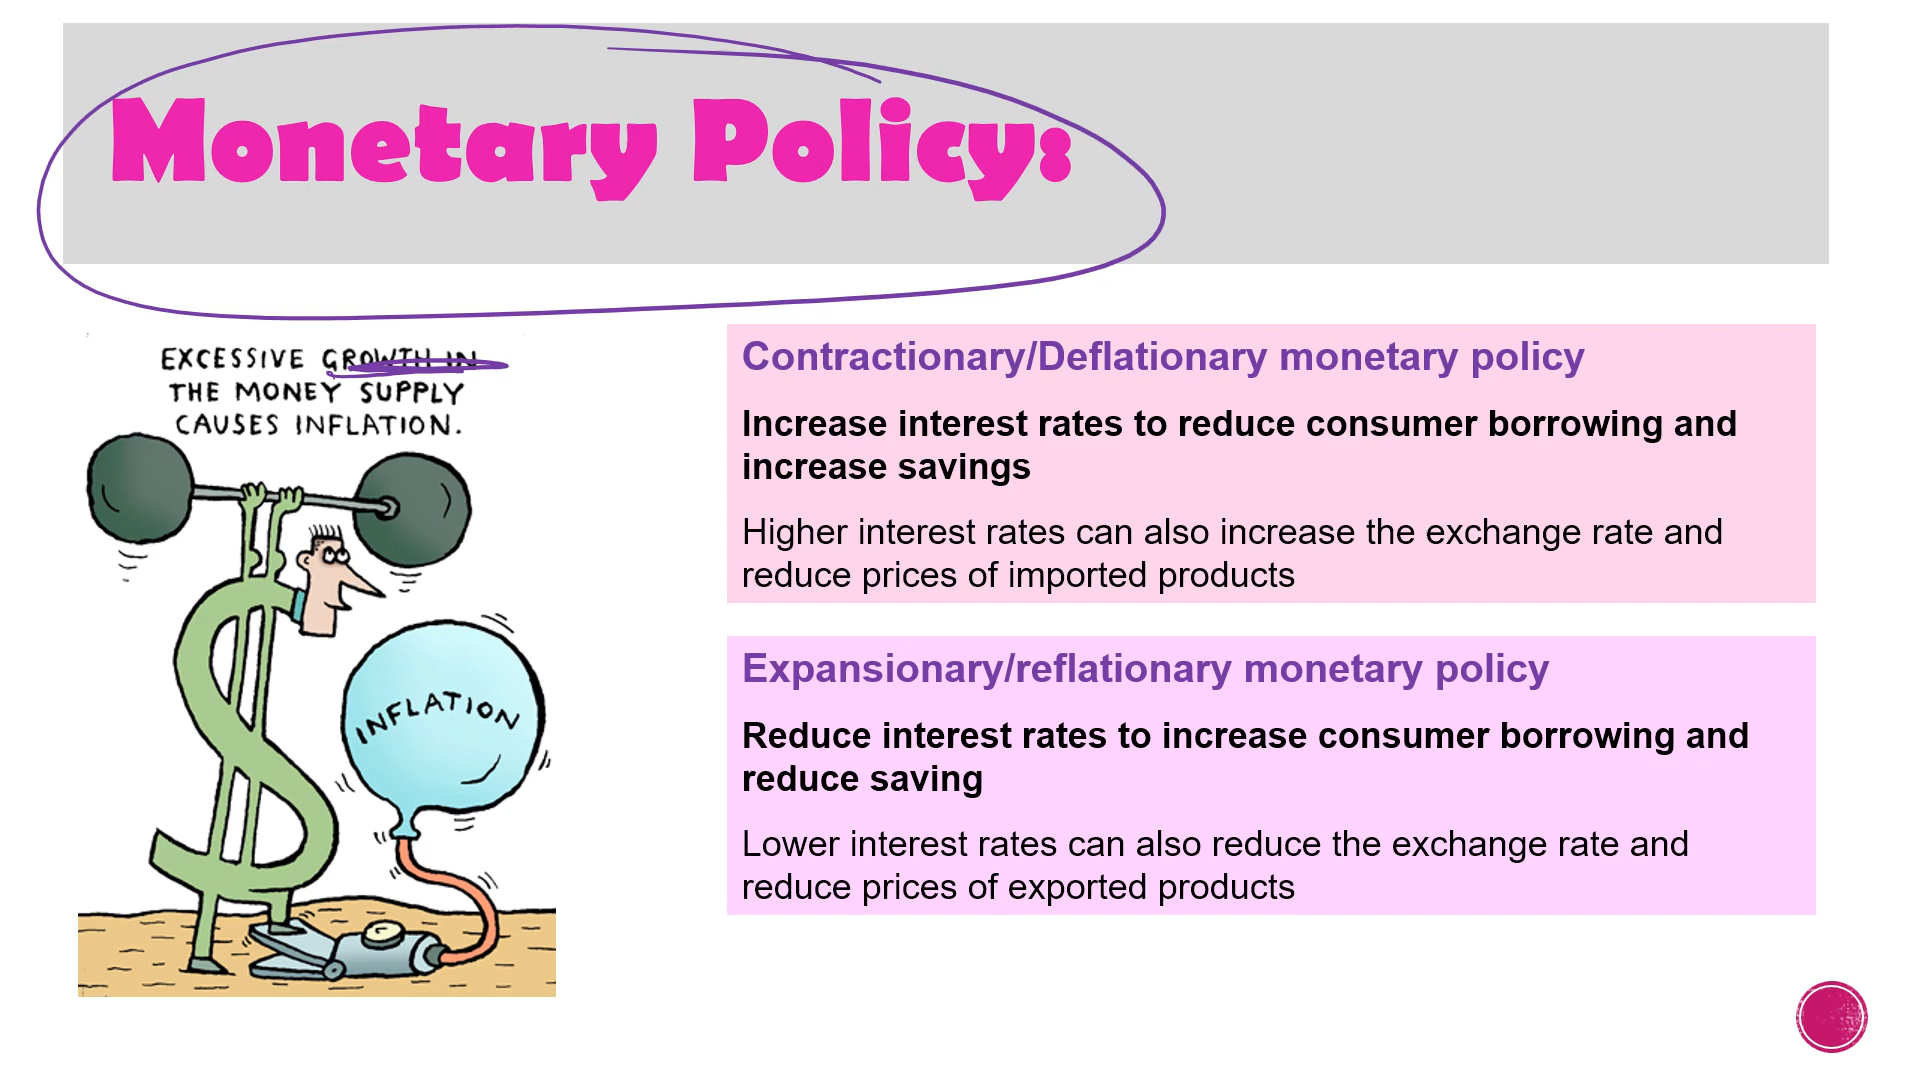 Monetary Policy:
EXCESSIVE GROWTH IN
THE MONEY SUPPLY
CAUSES INFLATION.
INFLATION
Contractionary/Deflationary monetary policy
Increase interest rates to reduce consumer borrowing and
increase savings
Higher interest rates can also increase the exchange rate and
reduce prices of imported products
Expansionary/reflationary monetary policy
Reduce interest rates to increase consumer borrowing and
reduce saving
Lower interest rates can also reduce the exchange rate and
reduce prices of exported products